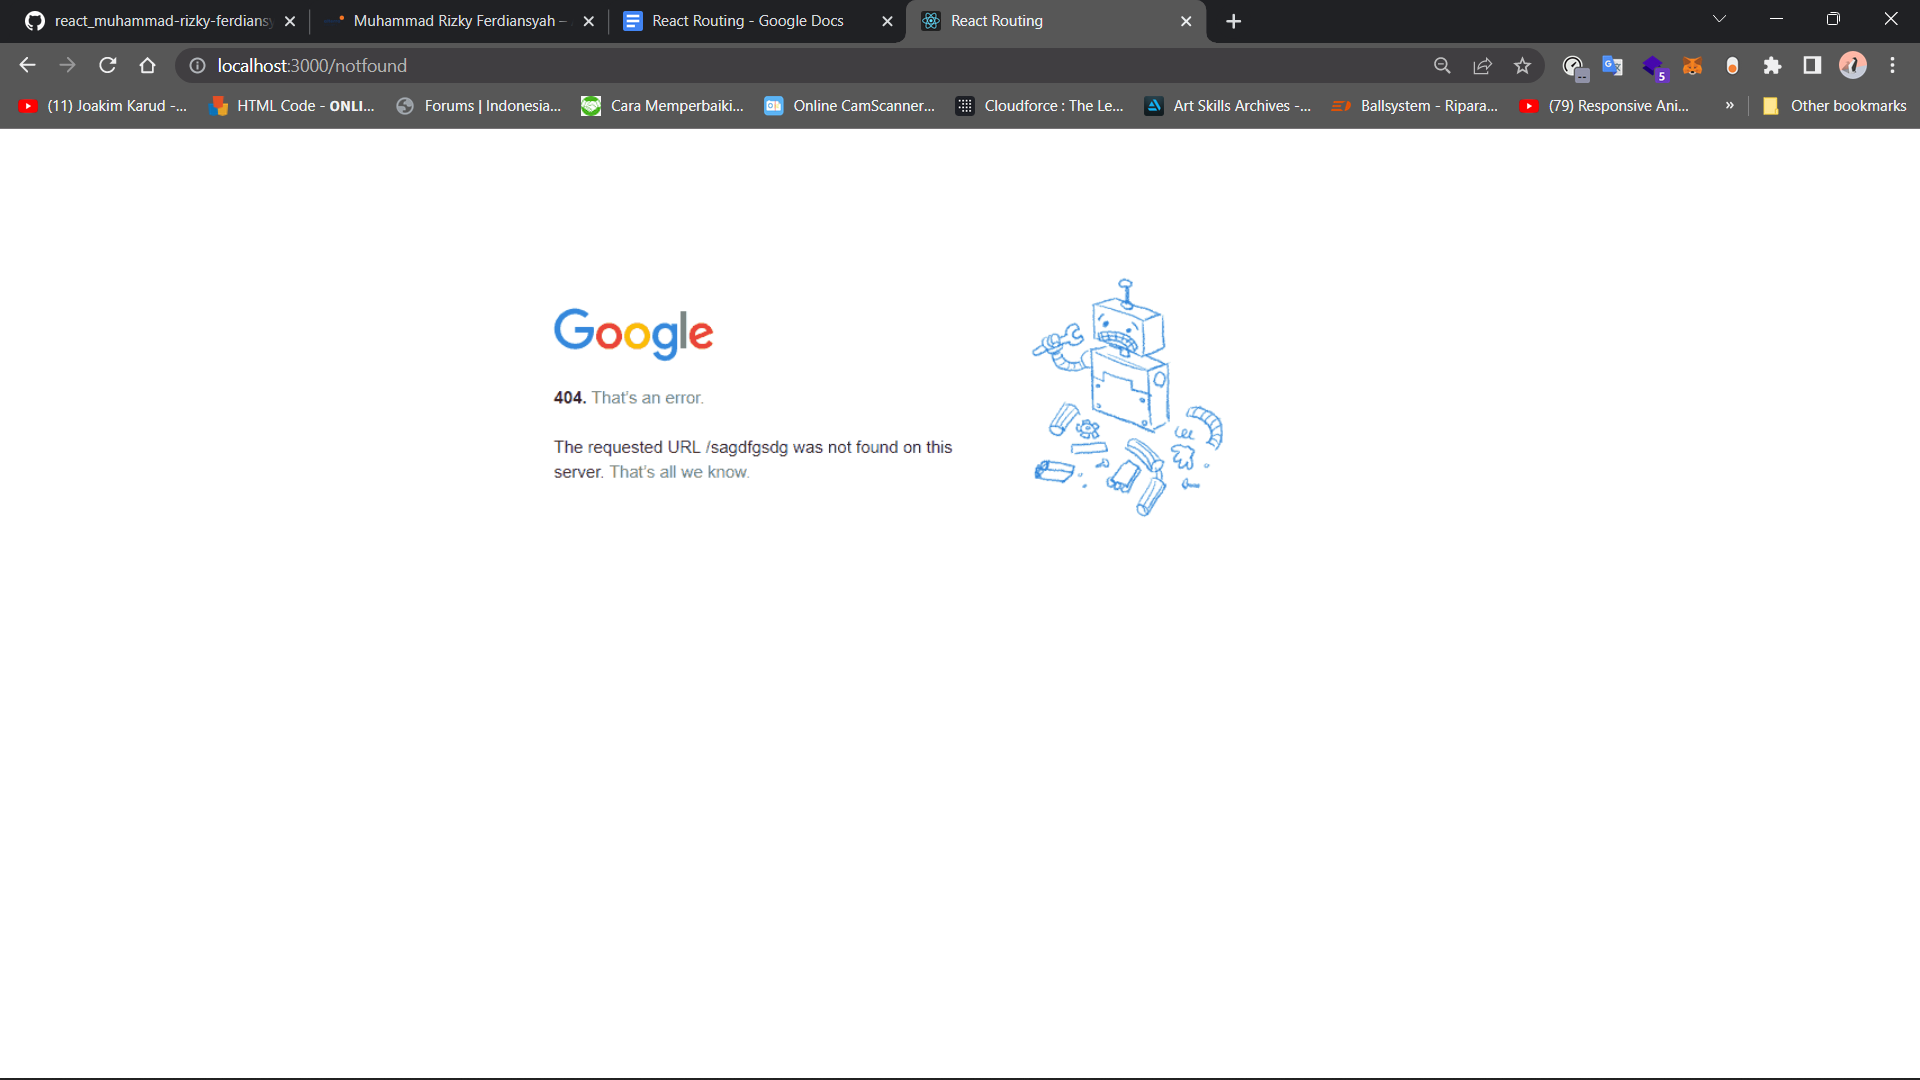 react_muhammad-rizky-ferdiansy
Muhammad Rizky Ferdiansyah –
React Routing - Google Docs
React Routing
localhost:3000/notfound
5
(11) Joakim Karud -...
HTML Code - ONLI...
Forums | Indonesia...
Cara Memperbaiki...
Online CamScanner...
Cloudforce : The Le...
Art Skills Archives -...
Ballsystem - Ripara...
(79) Responsive Ani...
»
Other bookmarks
Google
404. That's an error.
The requested URL /sagdfgsdg was not found on this
server. That's all we know.